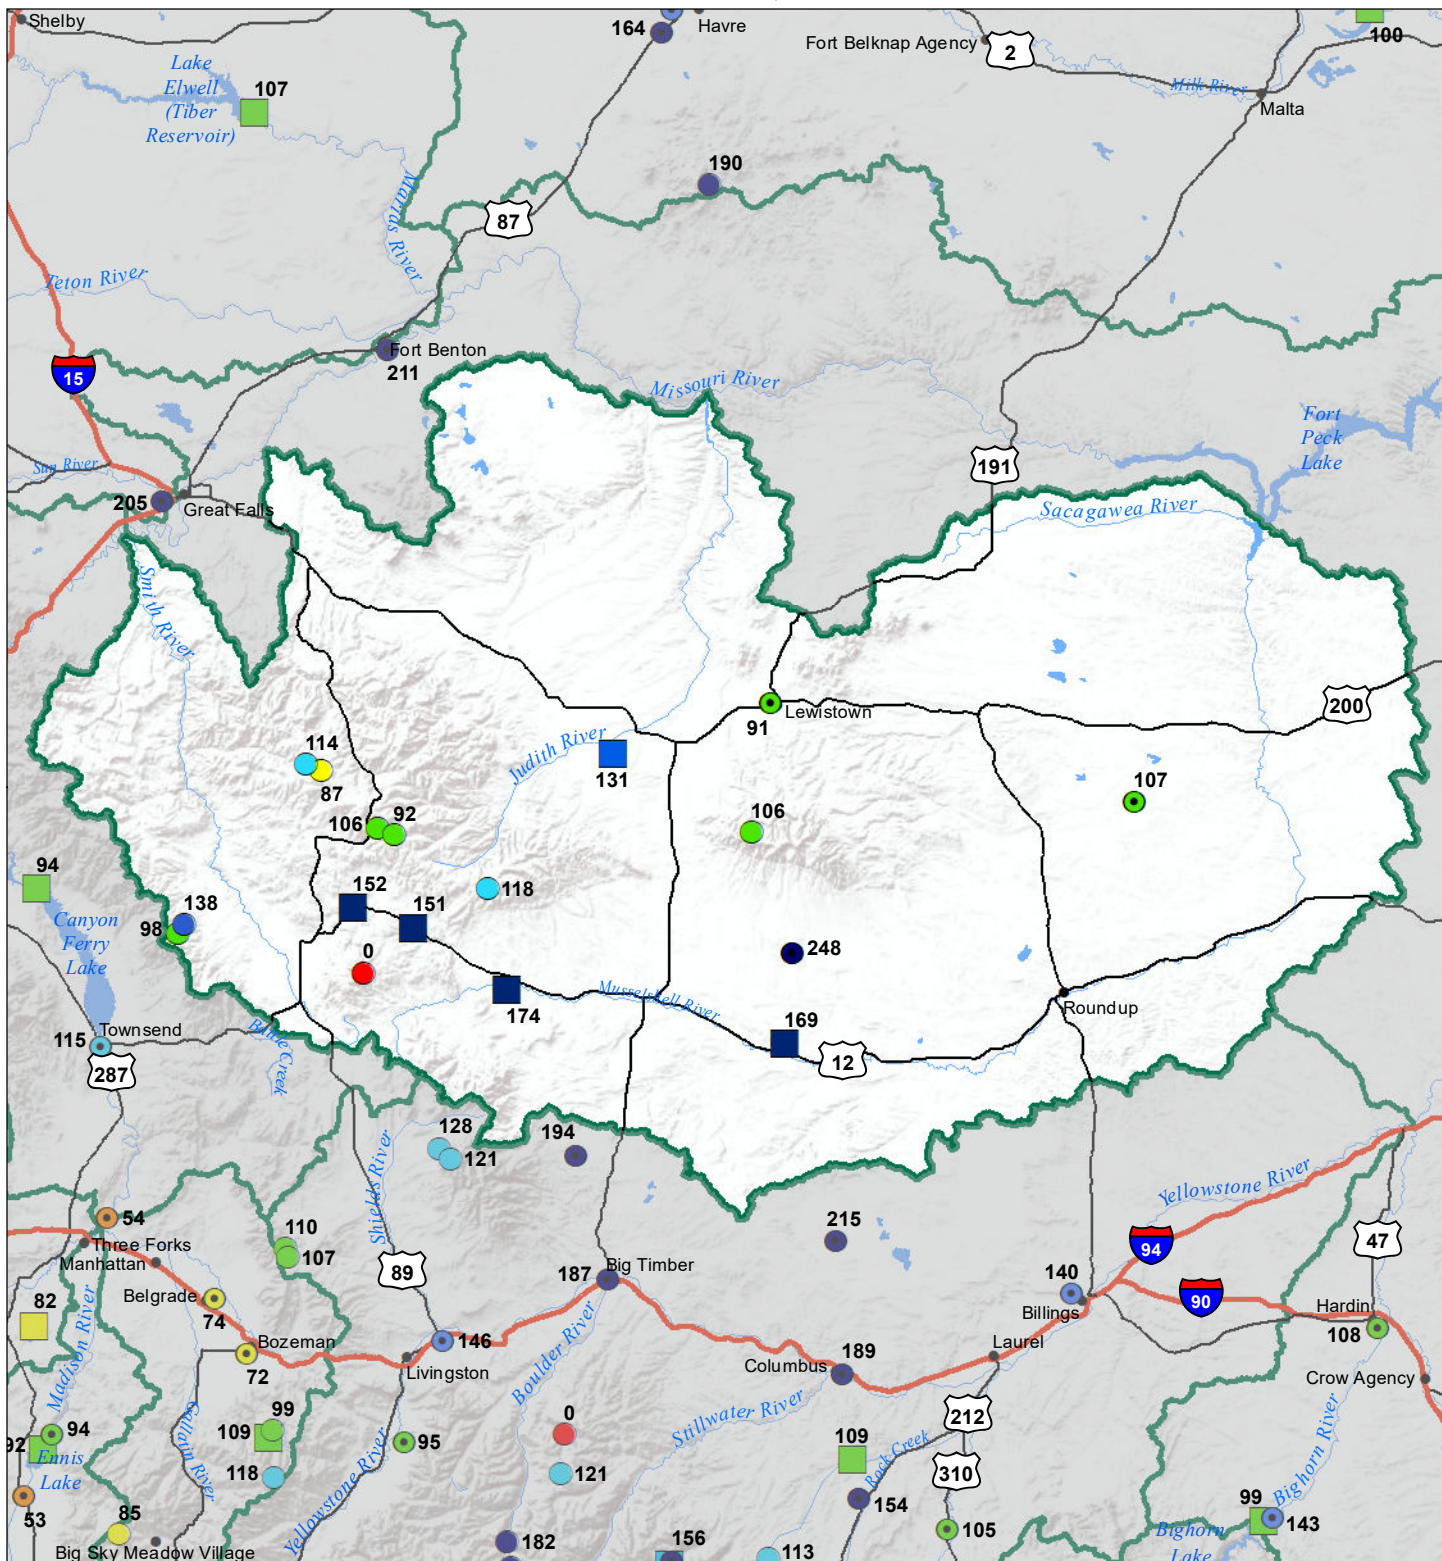 Shelby
164
Havre
Fort Belknap Agency
2
100
Lake
Elwell
(Tiber
Reservoir)
107
Milk River
Malta
Marias River
190
87
Teton River
15
Fort Benton
211
Missouri River
Fort
Peck
Lake
191
Sun River
205
Great Falls
Sacagawea River
Smith River
200
91
Lewistown
Judith River
131
114
87
107
106
92
106
94
152
151
118
Canyon
Ferry
Lake
138
98
0
248
174
Musselshell River
Roundup
Townsend
115
287
Battle Creek
169
12
128
121
194
Shields River
Yellowstone River
54
Three Forks
Manhattan
110
107
215
94
47
89
187
Big Timber
140
Billings
90
Hardin
108
82
Belgrade
74
Madison River
Bozeman
72
146
Livingston
Boulder River
Columbus
189
Laurel
Crow Agency
Gallatin River
99
109
94
92
Ennis
Lake
118
95
0
121
Stillwater River
109
Rock Creek
212
310
Bighorn River
53
85
Big Sky Meadow Village
Yellowstone River
182
156
113
154
105
99
143
Bighorn
Lake